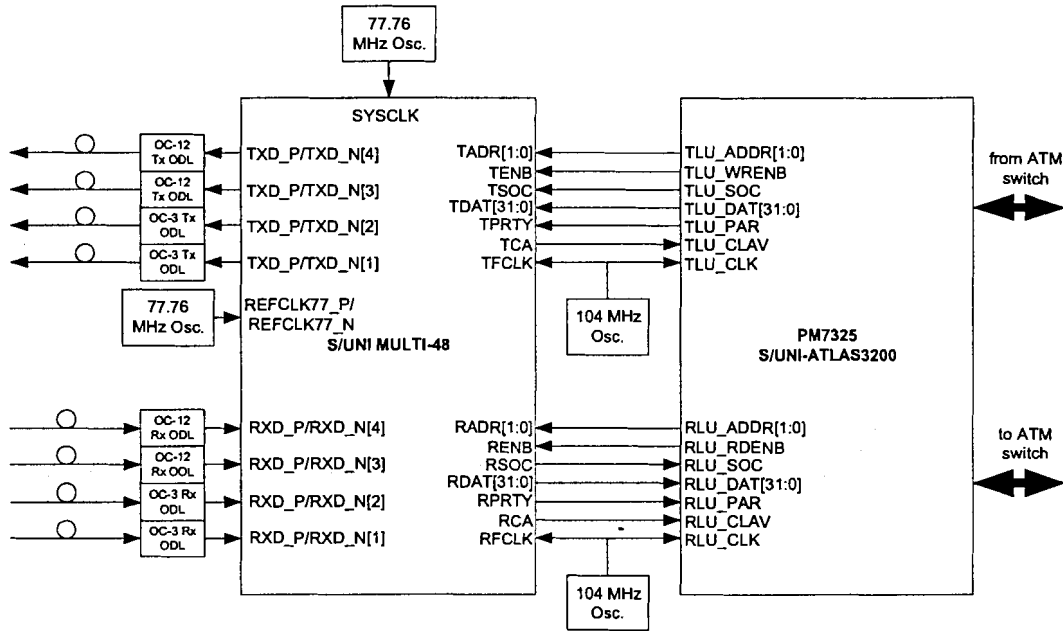 77.76
MHz Osc.
SYSCLK
OC-12
Tx ODL
TXD_P/TXD_N[4]
OC-12
Tx ODL
TXD_P/TXD_N[3]
OC-3 Tx
ODL
TXD_P/TXD_N[2]
OC-3 Tx
ODL
TXD_P/TXD_N[1]
77.76
MHz Osc.
REFCLK77_P/
REFCLK77_N
S/UNI MULTI-48
OC-12
Rx ODL
RXD_P/RXD_N[4]
OC-12
Rx ODL
RXD_P/RXD_N[3]
OC-3 Rx
ODL
RXD_P/RXD_N[2]
OC-3 Rx
ODL
RXD_P/RXD_N[1]
TADR[1:0]
TENB
TSOC
TDAT[31:0]
TPRTY
TCA
TFCLK
104 MHz
Osc.
RADR[1:0]
RENB
RSOC
RDAT[31:0]
RPRTY
RCA
RFCLK
104 MHz
Osc.
TLU_ADDR[1:0]
TLU_WRENB
TLU_SOC
TLU_DAT[31:0]
TLU_PAR
TLU_CLAV
TLU_CLK
PM7325
S/UNI-ATLAS3200
RLU_ADDR[1:0]
RLU_RDENB
RLU_SOC
RLU_DAT[31:0]
RLU_PAR
RLU_CLAV
RLU_CLK
from ATM
switch
to ATM
switch